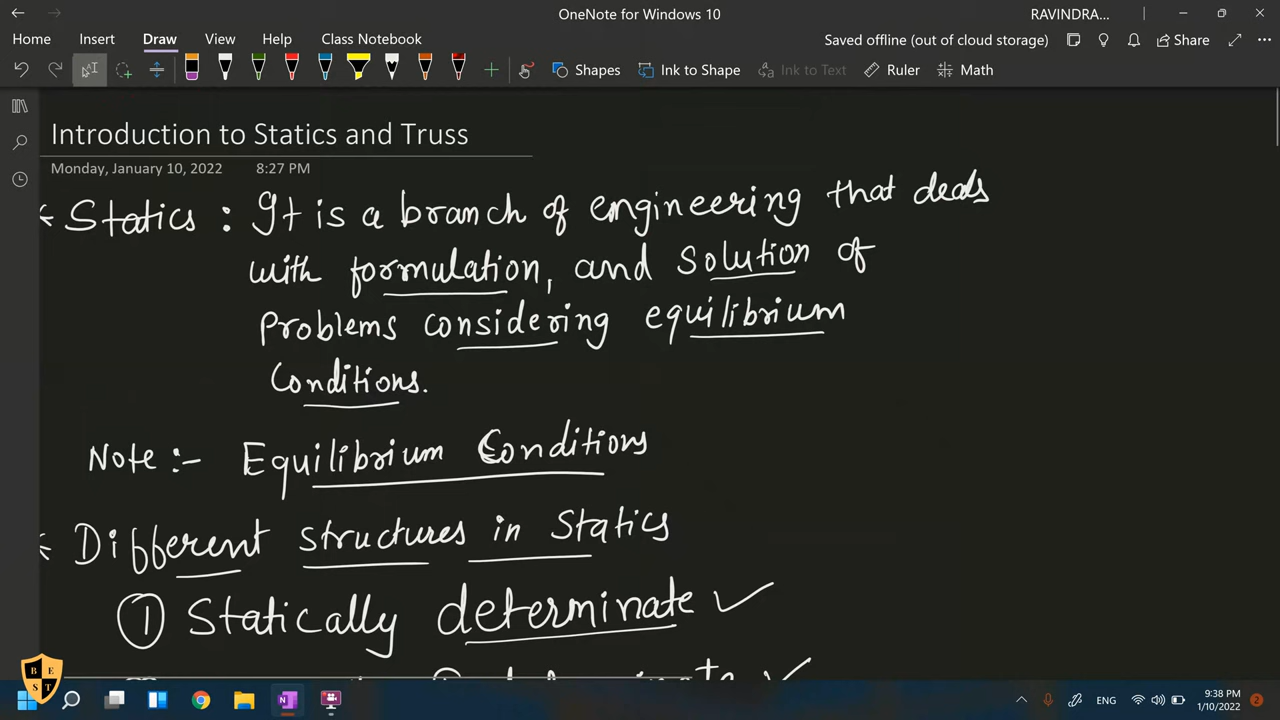 OneNote for Windows 10
RAVINDRA...
Home Insert Draw View Help Class Notebook
Saved offline (out of cloud storage)
Share
Shapes
Ink to Shape
Ink to Text
Ruler
Math
Introduction to Statics and Truss
Monday, January 10, 2022 8:27 PM
Statics : It is a branch of engineering that deals
with formulation, and solution of
Problems considering equilibrium
Conditions.
Note :- Equilibrium Conditions
Different structures in Statics
① Statically determinate ✓
BEST
ENG
9:38 PM
1/10/2022
2